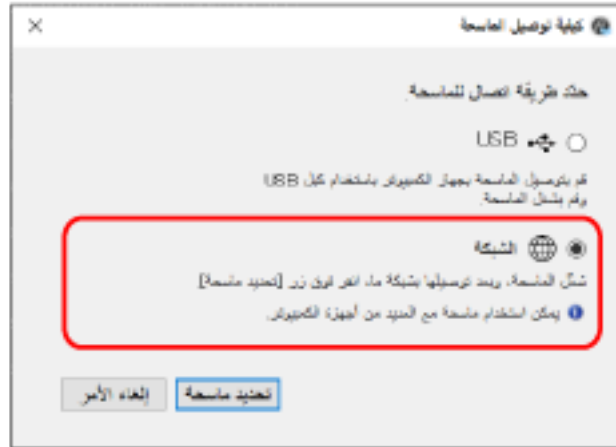 كيفية توصيل الماسحة
حدّد طريقة اتصال للماسحة.
USB
قم بتوصيل الماسحة بجهاز الكمبيوتر باستخدام كبل USB
وقم بشغل الماسحة.
الشبكة
شغّل الماسحة، وبعد توصيلها بشبكة ما، انقر فوق زر [تحديد ماسحة]
يمكن استخدام ماسحة مع العديد من أجهزة الكمبيوتر.
تحديد ماسحة
إلغاء الأمر